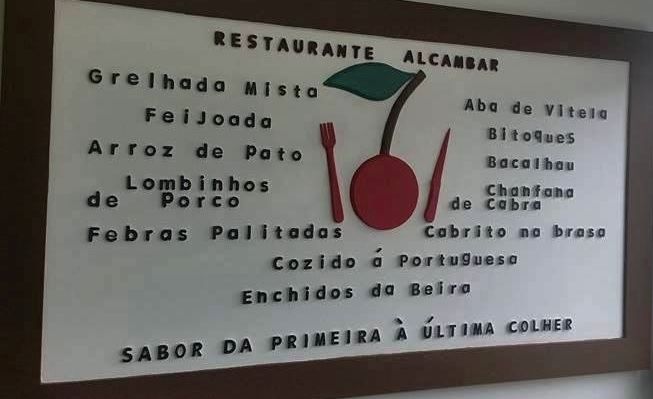 RESTAURANTE ALCAMBAR
Grelhada Mista
Feijoada
Arroz de Pato
Lombinhos
de Porco
Febras Palitadas
Aba de Vitela
Bitoques
Bacalhau
Chanfana
de Cabra
Cabrito na brasa
Cozido á Portuguesa
Enchidos da Beira
SABOR DA PRIMEIRA À ÚLTIMA COLHER